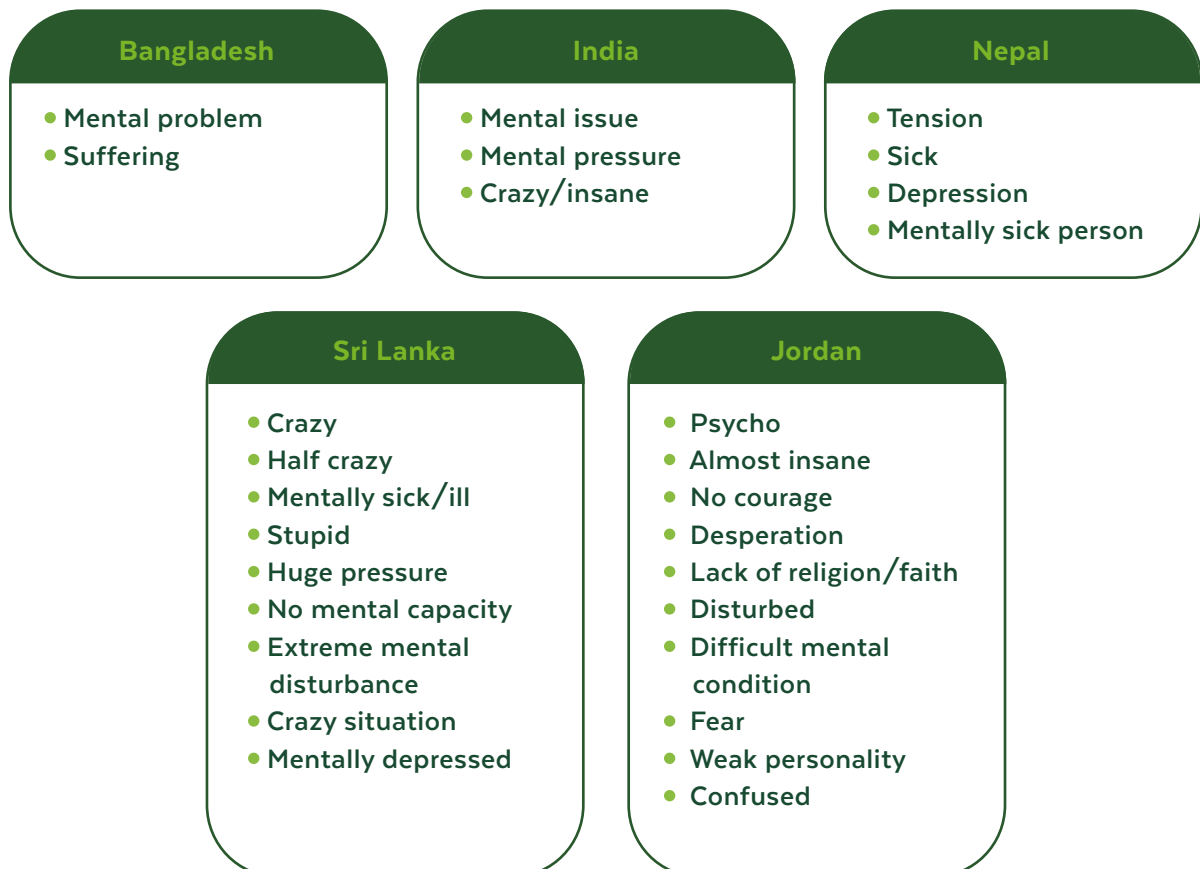 Bangladesh
Mental problem
Suffering
India
Mental issue
Mental pressure
Crazy/insane
Nepal
Tension
Sick
Depression
Mentally sick person
Sri Lanka
Crazy
Half crazy
Mentally sick/ill
Stupid
Huge pressure
No mental capacity
Extreme mental
disturbance
Crazy situation
Mentally depressed
Jordan
Psycho
Almost insane
No courage
Desperation
Lack of religion/faith
Disturbed
Difficult mental
condition
Fear
Weak personality
Confused